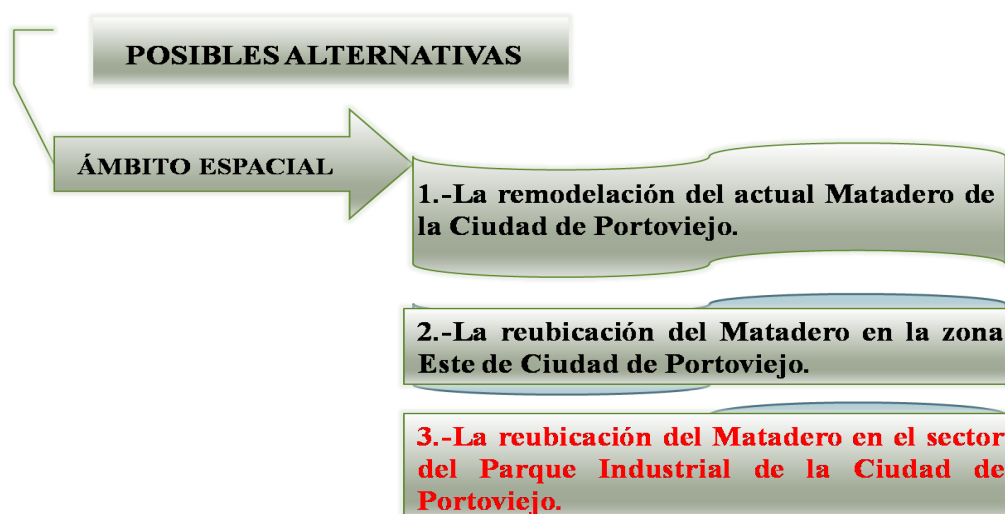 POSIBLES ALTERNATIVAS
ÁMBITO ESPACIAL
1.-La remodelación del actual Matadero de
la Ciudad de Portoviejo.
2.-La reubicación del Matadero en la zona
Este de Ciudad de Portoviejo.
3.-La reubicación del Matadero en el sector
del Parque Industrial de la Ciudad de
Portoviejo.